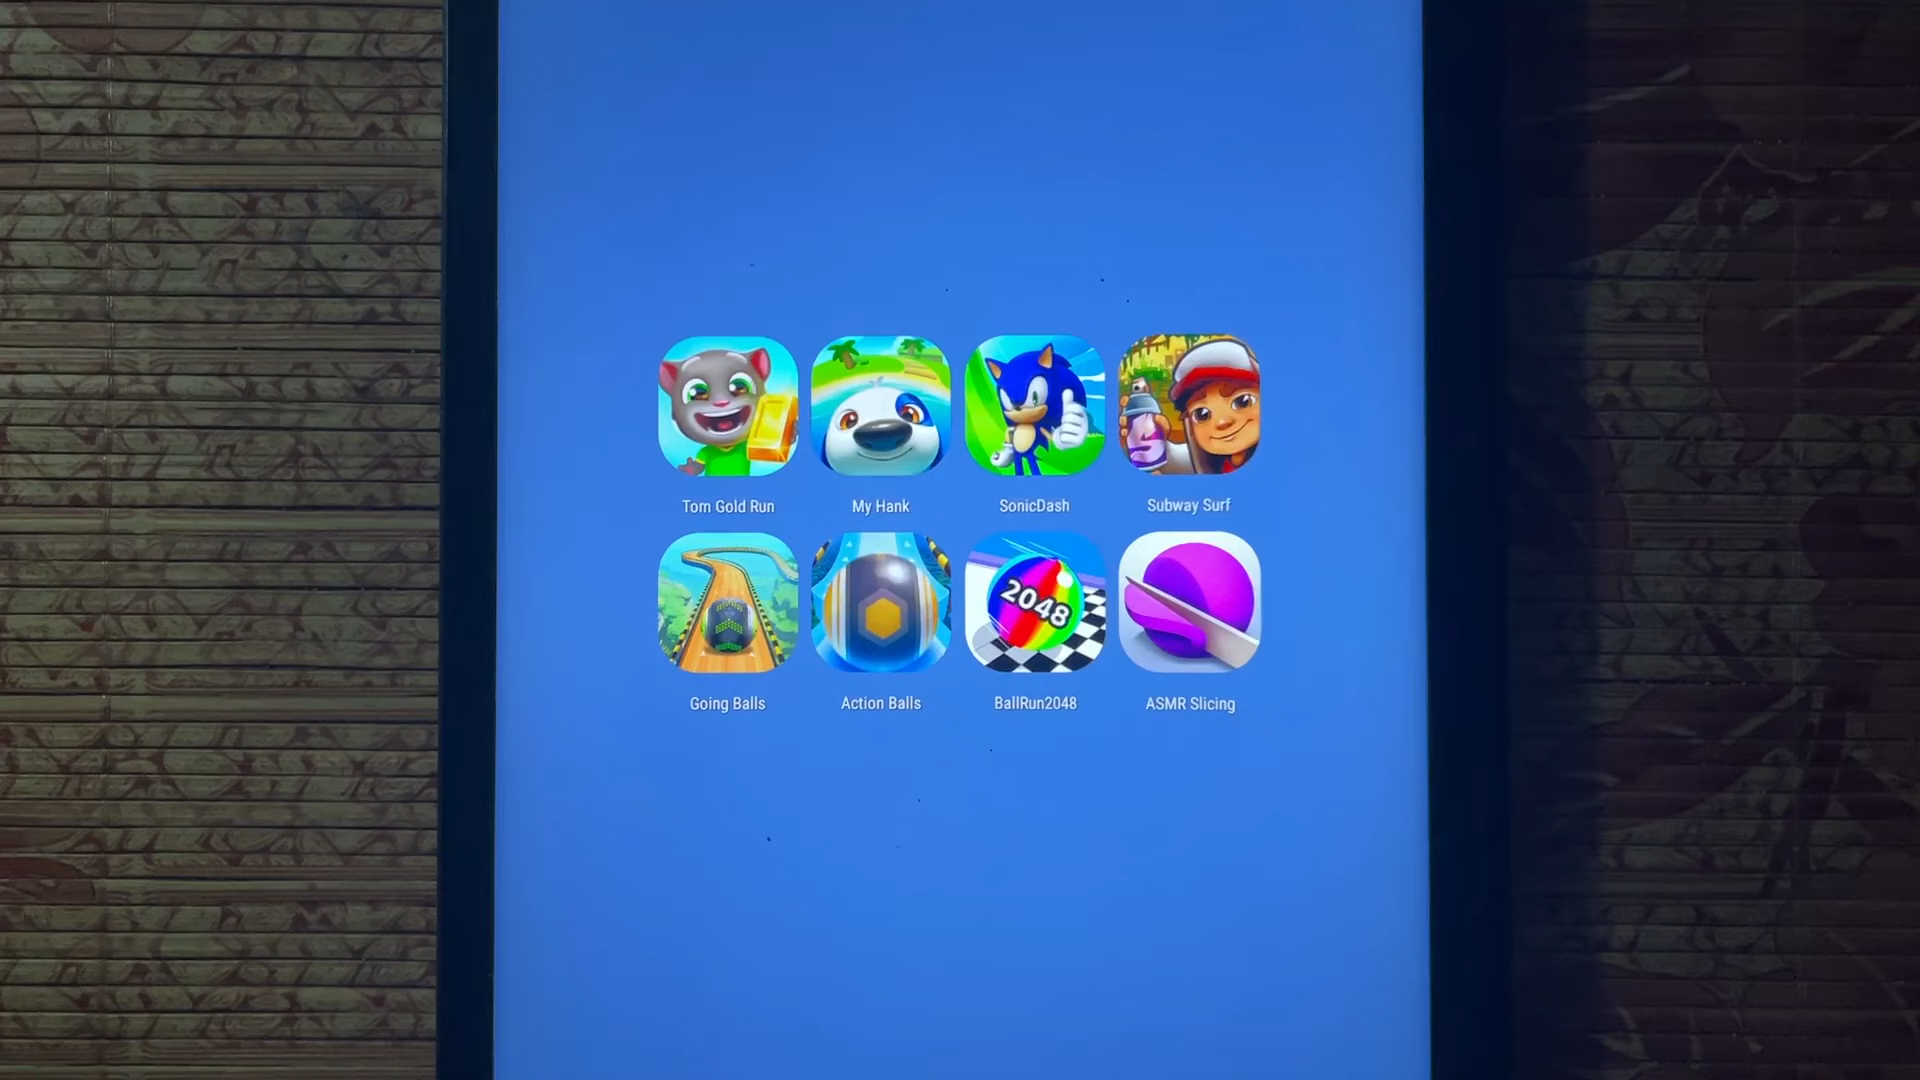 Tom Gold Run My Hank SonicDash Subway Surf
2048
Going Balls Action Balls BallRun2048 ASMR Slicing